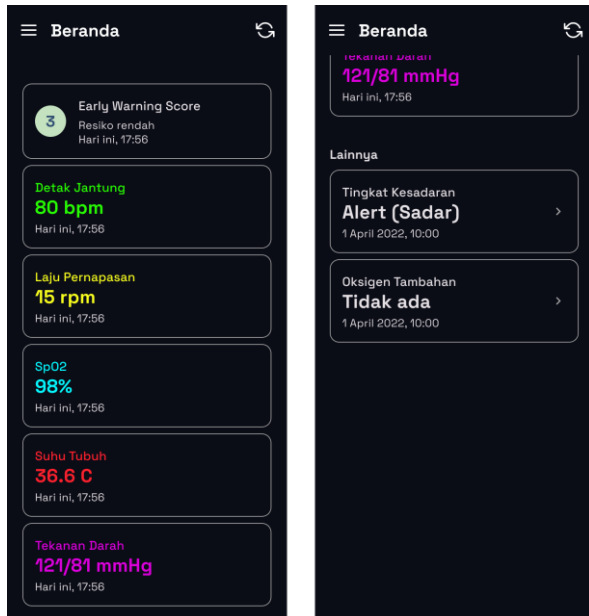 Beranda
3
Early Warning Score
Resiko rendah
Hari ini, 17:56
Detak Jantung
80 bpm
Hari ini, 17:56
Laju Pernapasan
15 rpm
Hari ini, 17:56
SpO2
98%
Hari ini, 17:56
Suhu Tubuh
36.6 C
Hari ini, 17:56
Tekanan Darah
121/81 mmHg
Hari ini, 17:56
Beranda
Tekanan Darah
121/81 mmHg
Hari ini, 17:56
Lainnya
Tingkat Kesadaran
Alert (Sadar)
1 April 2022, 10:00
Oksigen Tambahan
Tidak ada
1 April 2022, 10:00